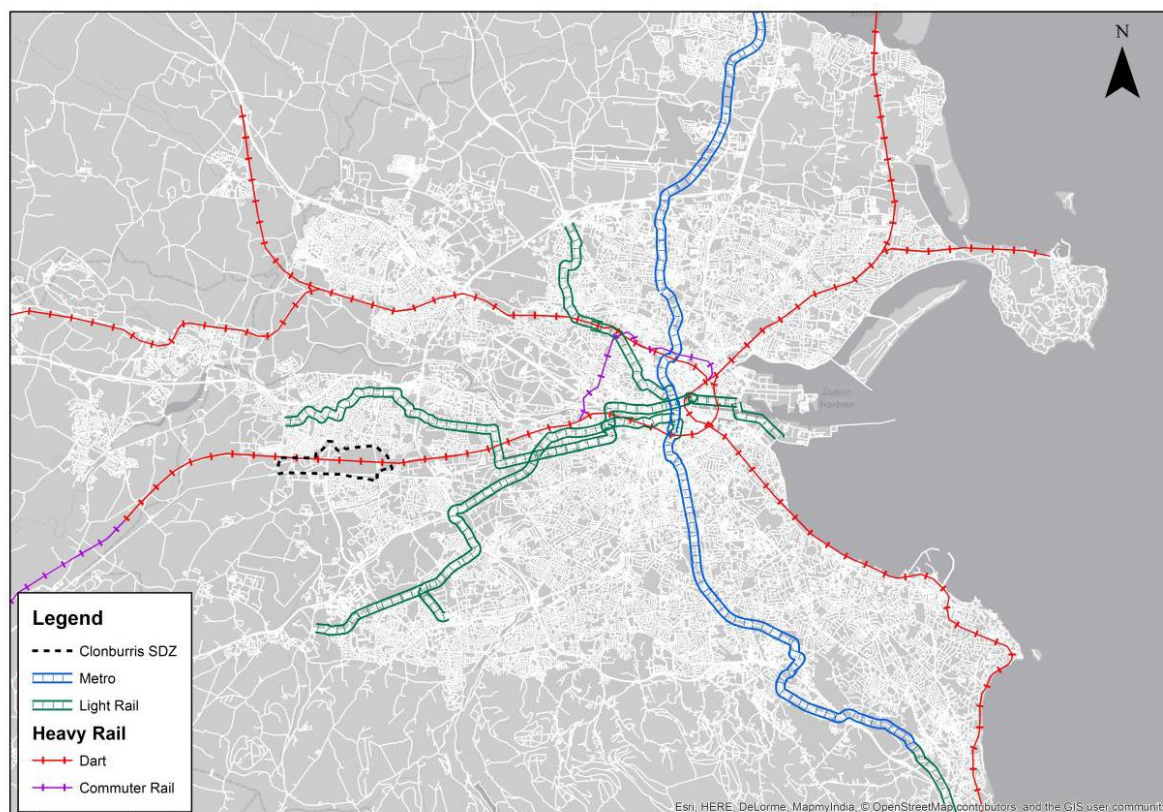 N
Dublin
Harbour
Legend
Clonburris SDZ
Metro
Light Rail
Heavy Rail
Dart
Commuter Rail
Esri, HERE, DeLorme, MapmyIndia, © OpenStreetMap contributors, and the GIS user community